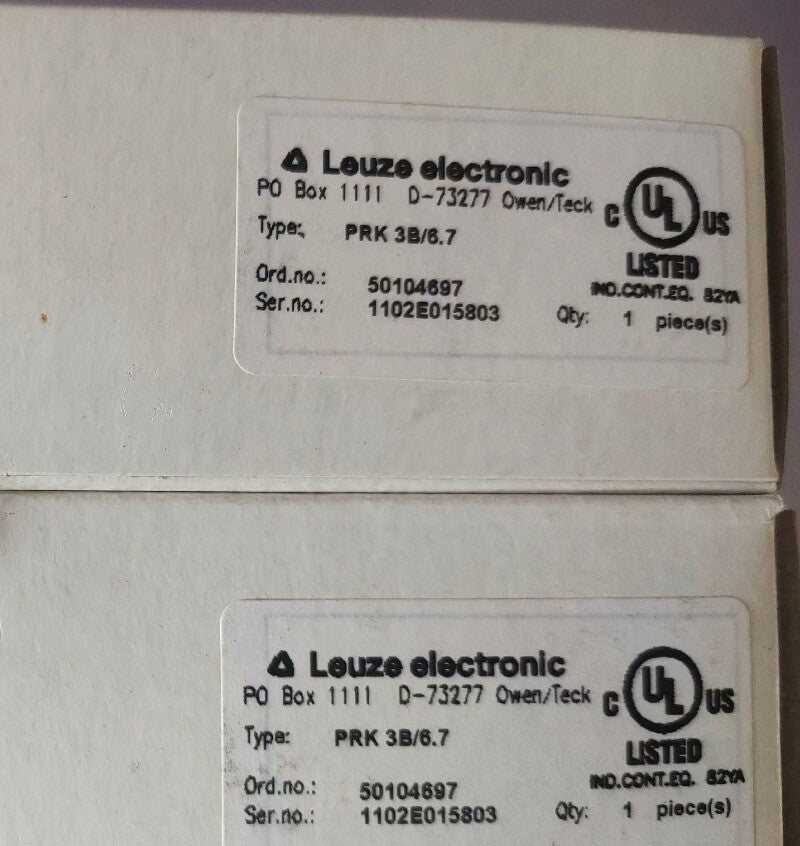 Leuze electronic
PO Box 1111 D-73277 Owen/Teck
Type: PRK 3B/6.7
Ord.no.: 50104697
Ser.no.: 1102E015803
Qty: 1 piece(s)
C UL US
LISTED
IND.CONT.EQ. 82YA
Leuze electronic
PO Box 1111 D-73277 Owen/Teck
Type: PRK 3B/6.7
Ord.no.: 50104697
Ser.no.: 1102E015803
Qty: 1 piece(s)
C UL US
LISTED
IND.CONT.EQ. 82YA